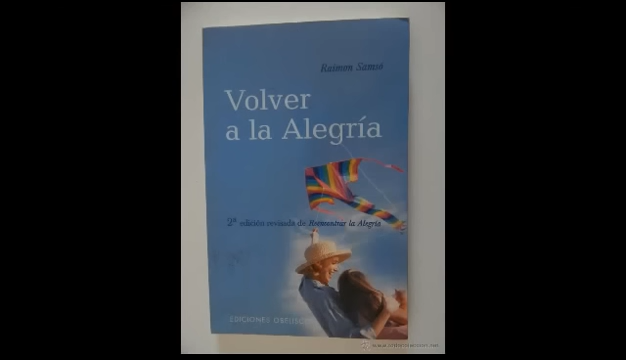 Raimon Samsó
Volver
a la Alegría
2ª edición revisada de Reencontrar la Alegría
EDICIONES OBELISCO